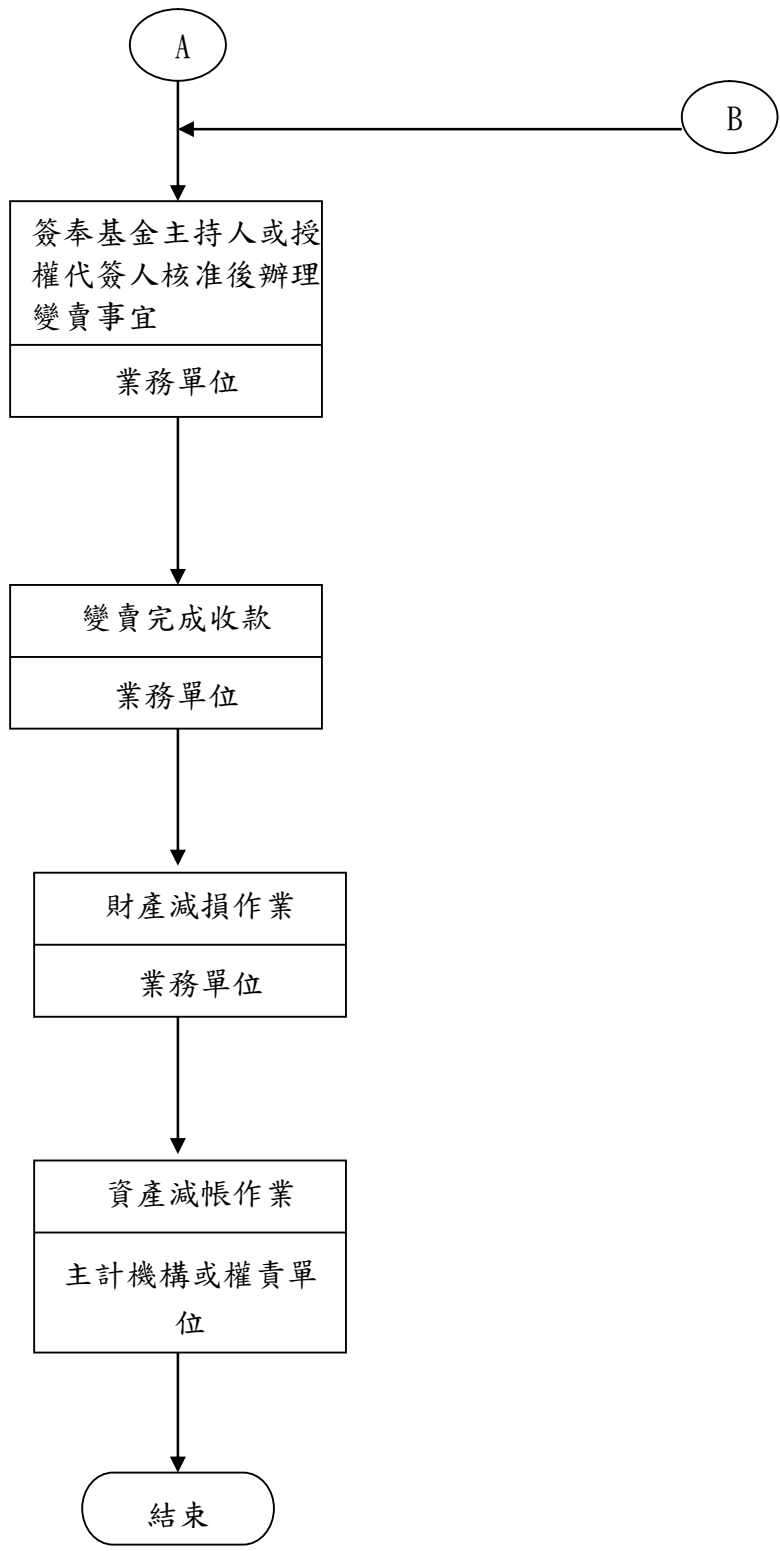 A
B
簽奉基金主持人或授
權代簽人核准後辦理
變賣事宜
業務單位
變賣完成收款
業務單位
財產減損作業
業務單位
資產減帳作業
主計機構或權責單
位
結束